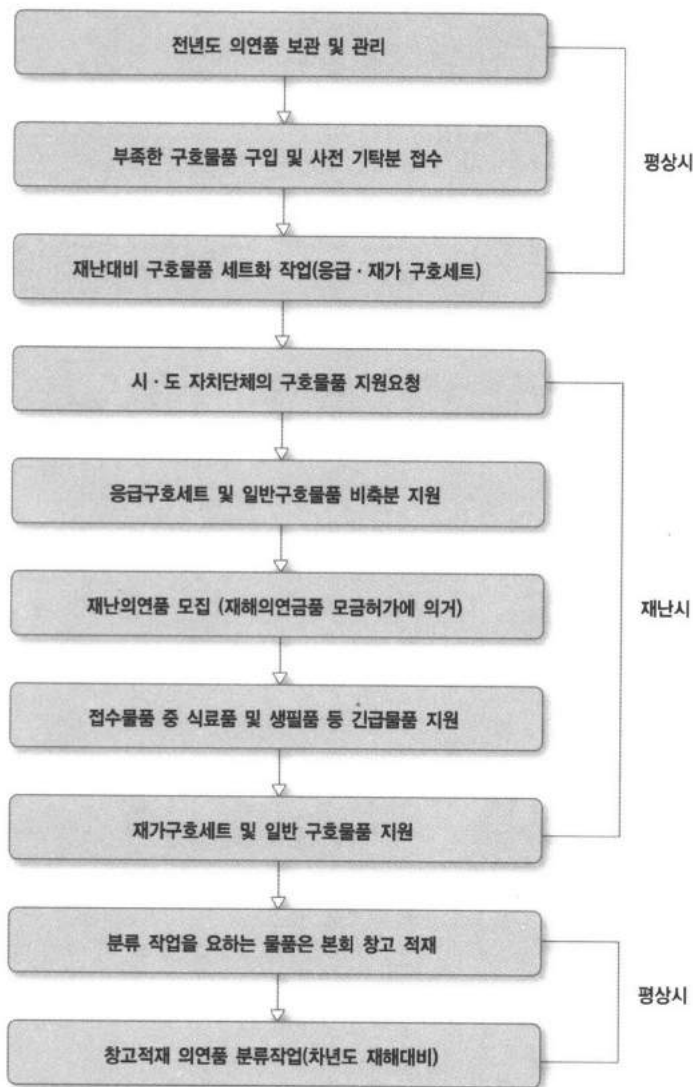 전년도 의연품 보관 및 관리
부족한 구호물품 구입 및 사전 기탁분 접수
평상시
재난대비 구호물품 세트화 작업(응급 · 재가 구호세트)
시 · 도 자치단체의 구호물품 지원요청
응급구호세트 및 일반구호물품 비축분 지원
재난의연품 모집 (재해의연금품 모금허가에 의거)
재난시
접수물품 중 식료품 및 생필품 등 긴급물품 지원
재가구호세트 및 일반 구호물품 지원
분류 작업을 요하는 물품은 본회 창고 적재
평상시
창고적재 의연품 분류작업(차년도 재해대비)